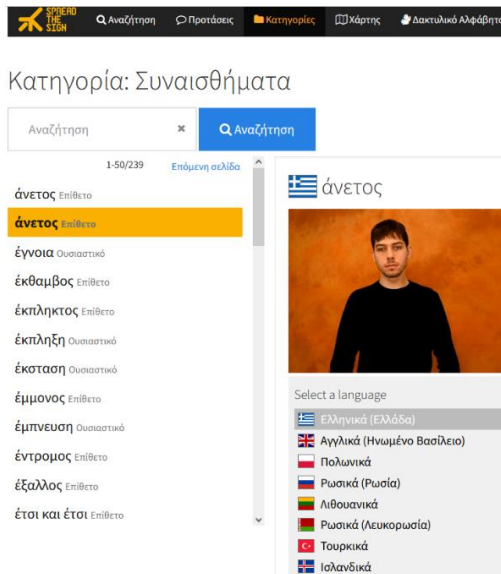 SPREAD
THE
SIGN
Αναζήτηση Προτάσεις Κατηγορίες Χάρτης Δακτυλικό Αλφάβητο
Κατηγορία: Συναισθήματα
Αναζήτηση × Αναζήτηση
1-50/239 Επόμενη σελίδα
άνετος Επίθετο
άνετος Επίθετο
έγνοια Ουσιαστικό
έκθαμβος Επίθετο
έκπληκτος Επίθετο
έκπληξη Ουσιαστικό
έκσταση Ουσιαστικό
έμμονος Επίθετο
έμπνευση Ουσιαστικό
έντρομος Επίθετο
έξαλλος Επίθετο
έτσι και έτσι Επίθετο
άνετος
Select a language
Ελληνικά (Ελλάδα)
Αγγλικά (Ηνωμένο Βασίλειο)
Πολωνικά
Ρωσικά (Ρωσία)
Λιθουανικά
Ρωσικά (Λευκορωσία)
Τουρκικά
Ισλανδικά